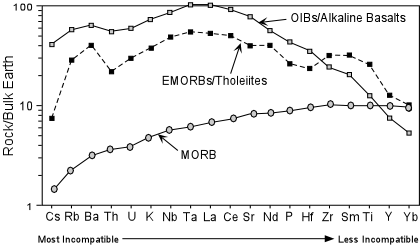 100
10
1
Rock/Bulk Earth
OIBs/Alkaline Basalts
EMORBs/Tholeiites
MORB
Cs Rb Ba Th U K Nb Ta La Ce Sr Nd P Hf Zr Sm Ti Y Yb
Most Incompatible Less Incompatible